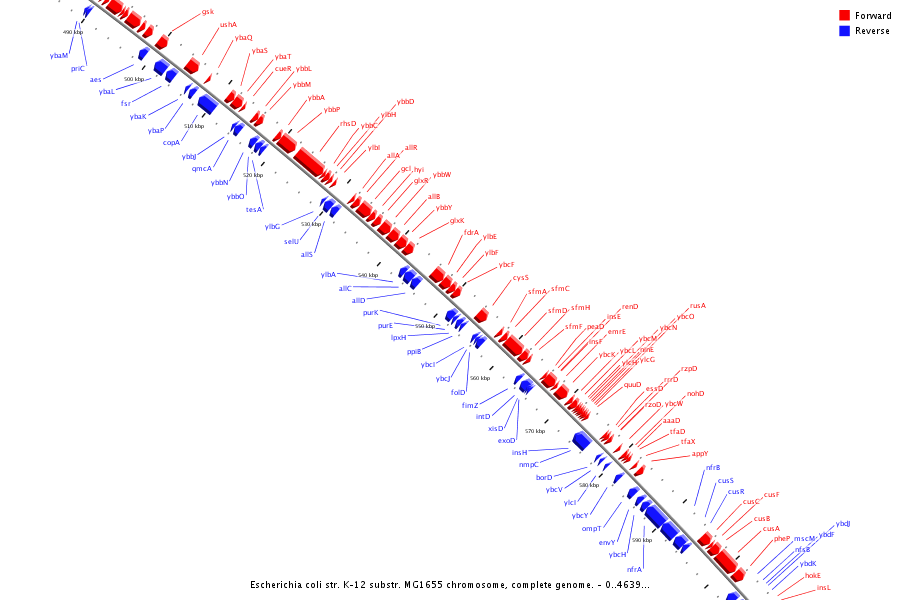 Forward
Reverse
gsk
ushA
ybaQ
ybaS
ybaT
cueR
ybbL
ybbM
ybbA
ybbP
rhsD
ybbC
ybbD
ylbH
ylbI
allA
allR
gcl
hyi
glxR
ybbW
allB
ybbY
glxK
fdrA
ylbE
ylbF
ybcF
cysS
sfmA
sfmC
sfmD
sfmH
sfmF
peaD
insE
renD
insF
emrE
ybcK
ybcL
ybcM
ybcN
ybcO
rusA
ylcH
ninE
ylcG
quuD
essD
rzoD
rrrD
rzpD
ybcW
nohD
aaaD
tfaD
tfaX
appY
nfrB
cusS
cusR
cusC
cusF
cusB
cusA
pheP
mscM
ybdJ
ybdF
nfsB
ybdK
hokE
insL
490 kbp
ybaM
priC
aes
500 kbp
ybaL
fsr
ybaK
ybaP
510 kbp
copA
ybbJ
qmcA
520 kbp
ybbN
ybbO
tesA
530 kbp
ylbG
selU
allS
540 kbp
ylbA
allC
allD
purK
550 kbp
purE
lpxH
ppiB
ybcI
560 kbp
ybcJ
folD
fimZ
intD
570 kbp
xisD
exoD
insH
nmpC
borD
580 kbp
ybcV
ylcI
ybcY
ompT
590 kbp
envY
ybcH
nfrA
Escherichia coli str. K-12 substr. MG1655 chromosome, complete genome. - 0..4639...